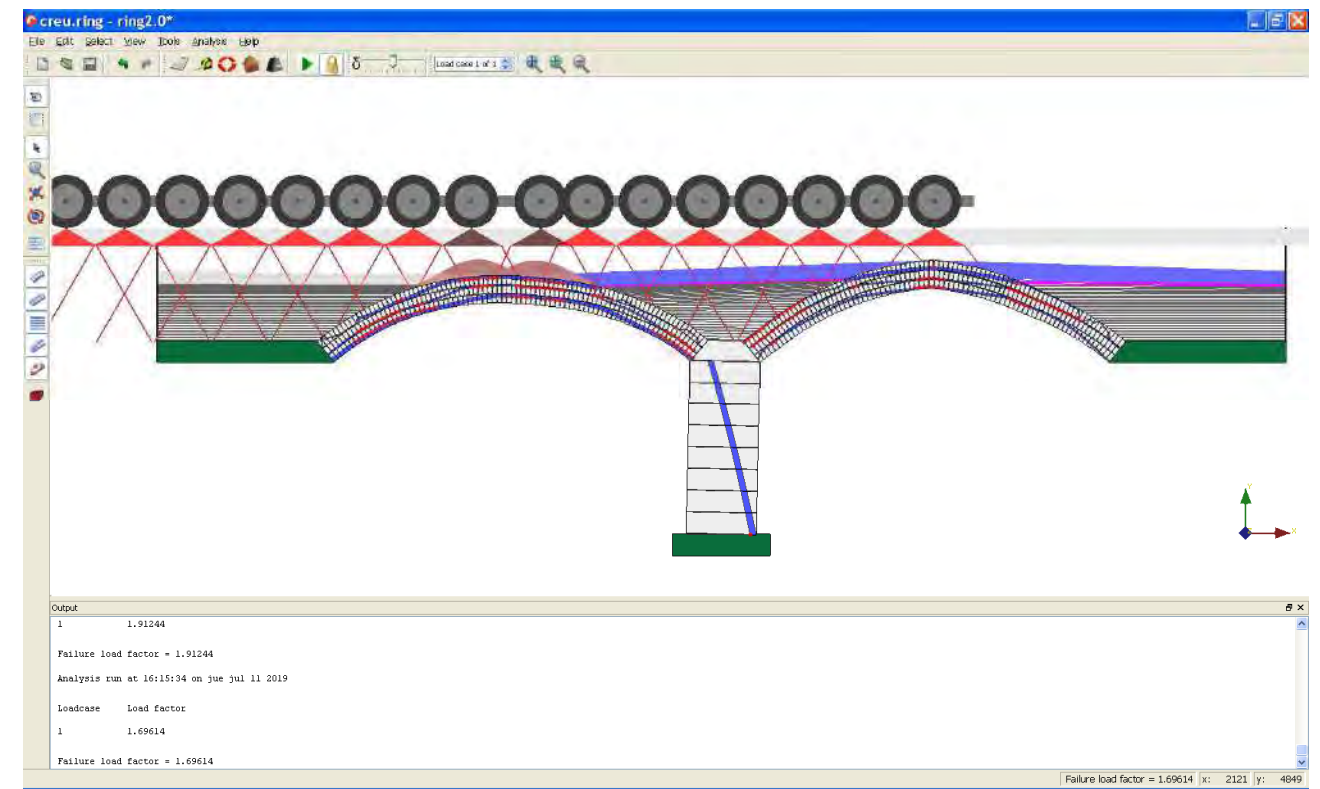 creu.ring - ring2.0*
File Edit Select View Tools Analysis Help
δ
Load case 1 of 1
Y
X
Output
1 1.91244
Failure load factor = 1.91244
Analysis run at 16:15:34 on jue jul 11 2019
Loadcase Load factor
1 1.69614
Failure load factor = 1.69614
Failure load factor = 1.69614 x: 2121 y: 4849